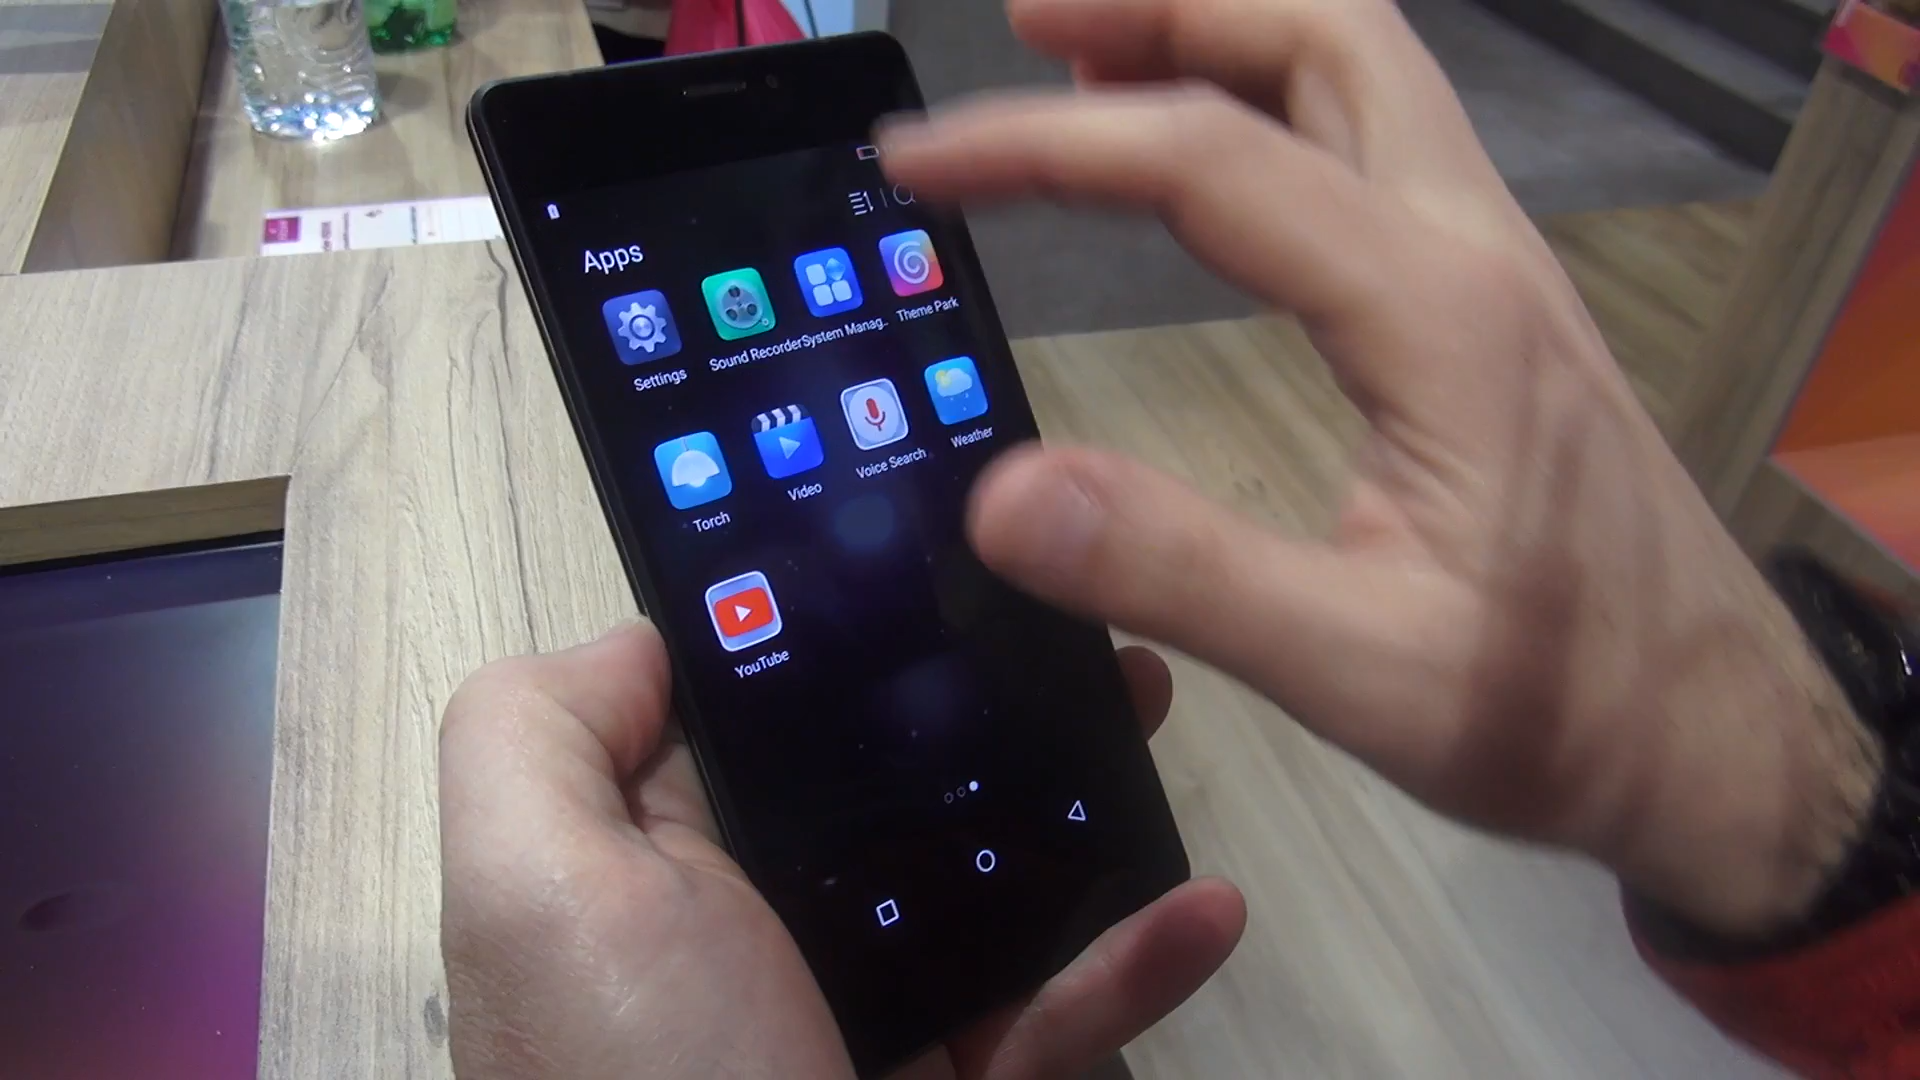 Apps
Settings
Sound Recorder
System Manag..
Theme Park
Torch
Video
Voice Search
Weather
YouTube